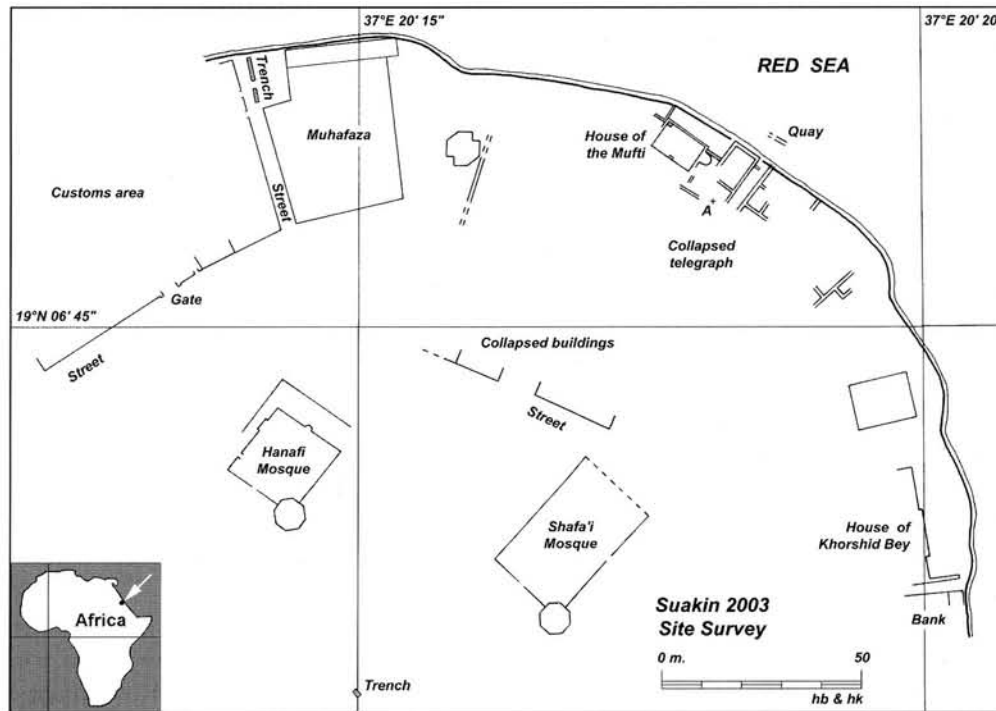 37°E 20' 15"
37°E 20' 20
RED SEA
Trench
Muhafaza
House of
the Mufti
Quay
Customs area
Street
A
Collapsed
telegraph
Gate
19°N 06' 45"
Street
Collapsed buildings
Street
Hanafi
Mosque
Shafa'i
Mosque
House of
Khorshid Bey
Africa
Suakin 2003
Site Survey
Bank
0 m.
50
Trench
hb & hk